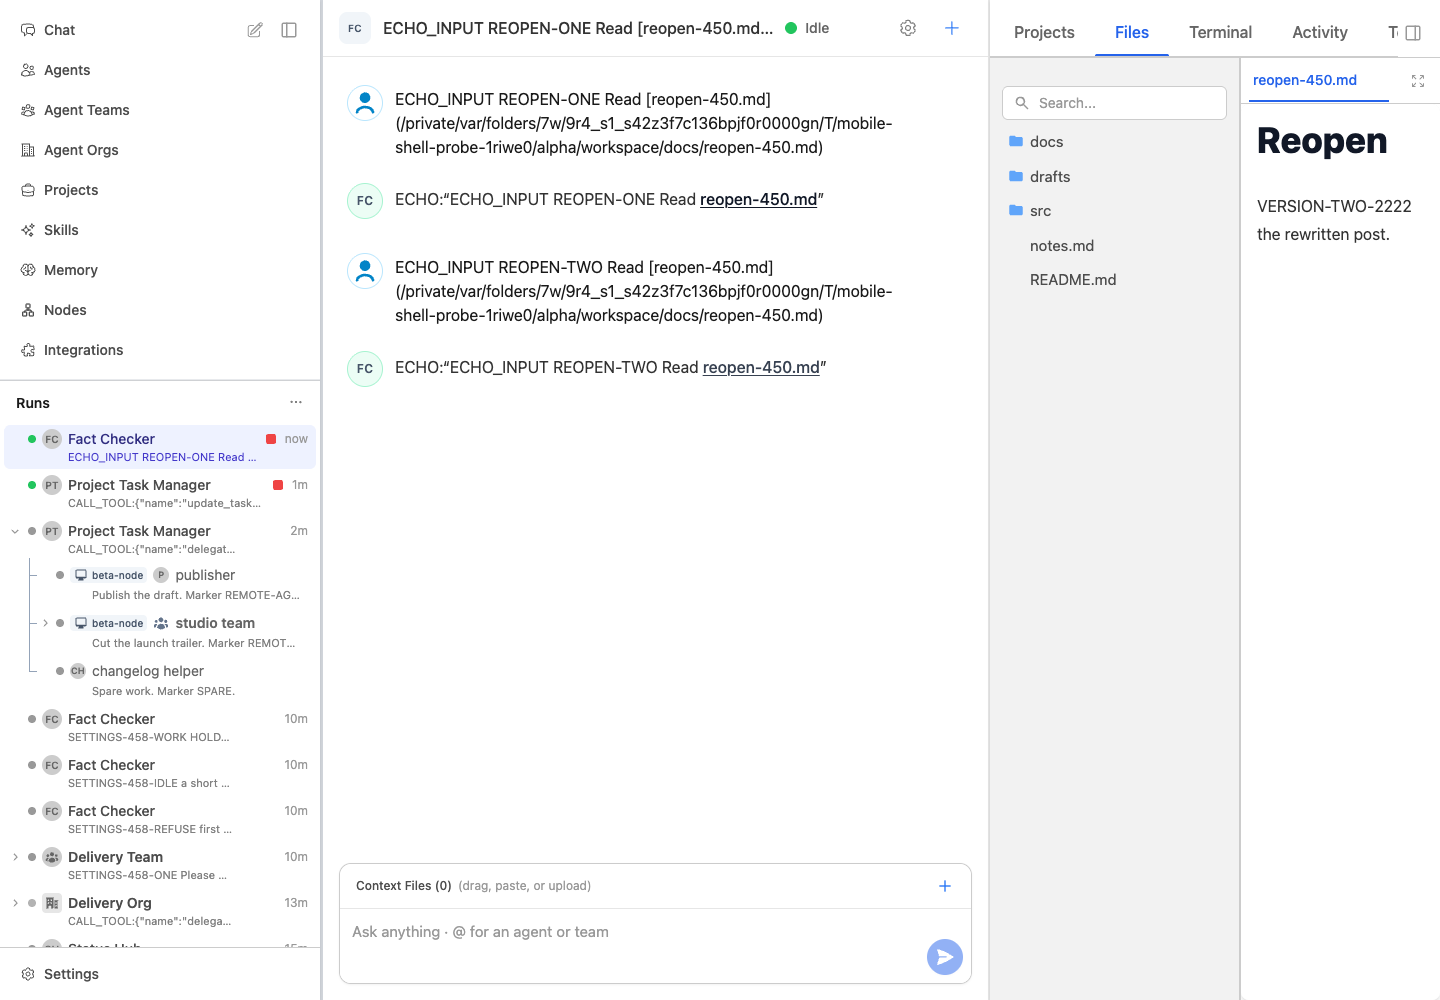 Chat
Agents
Agent Teams
Agent Orgs
Projects
Skills
Memory
Nodes
Integrations
Runs
FC Fact Checker now
ECHO_INPUT REOPEN-ONE Read ...
PT Project Task Manager 1m
CALL_TOOL:{"name":"update_task...
PT Project Task Manager 2m
CALL_TOOL:{"name":"delegat...
beta-node P publisher
Publish the draft. Marker REMOTE-AG...
beta-node studio team
Cut the launch trailer. Marker REMOT...
CH changelog helper
Spare work. Marker SPARE.
FC Fact Checker 10m
SETTINGS-458-WORK HOLD...
FC Fact Checker 10m
SETTINGS-458-IDLE a short ...
FC Fact Checker 10m
SETTINGS-458-REFUSE first ...
Delivery Team 10m
SETTINGS-458-ONE Please ...
Delivery Org 13m
CALL_TOOL:{"name":"delega...
Status Hub 15m
Settings
FC ECHO_INPUT REOPEN-ONE Read [reopen-450.md... Idle
ECHO_INPUT REOPEN-ONE Read [reopen-450.md]
(/private/var/folders/7w/9r4_s1_s42z3f7c136bpjf0r0000gn/T/mobile-
shell-probe-1riwe0/alpha/workspace/docs/reopen-450.md)
FC ECHO:“ECHO_INPUT REOPEN-ONE Read reopen-450.md”
ECHO_INPUT REOPEN-TWO Read [reopen-450.md]
(/private/var/folders/7w/9r4_s1_s42z3f7c136bpjf0r0000gn/T/mobile-
shell-probe-1riwe0/alpha/workspace/docs/reopen-450.md)
FC ECHO:“ECHO_INPUT REOPEN-TWO Read reopen-450.md”
Context Files (0) (drag, paste, or upload)
Ask anything · @ for an agent or team
Projects Files Terminal Activity
Search...
docs
drafts
src
notes.md
README.md
reopen-450.md
Reopen
VERSION-TWO-2222
the rewritten post.